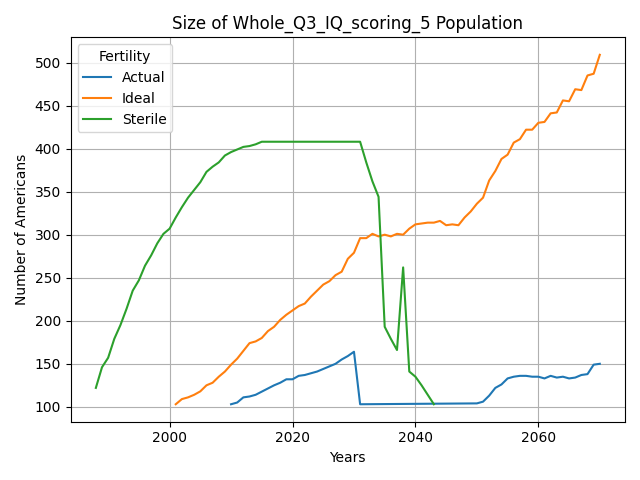 Size of Whole_Q3_IQ_scoring_5 Population
Fertility
Actual
Ideal
Sterile
Number of Americans
500
450
400
350
300
250
200
150
100
2000
2020
2040
2060
Years